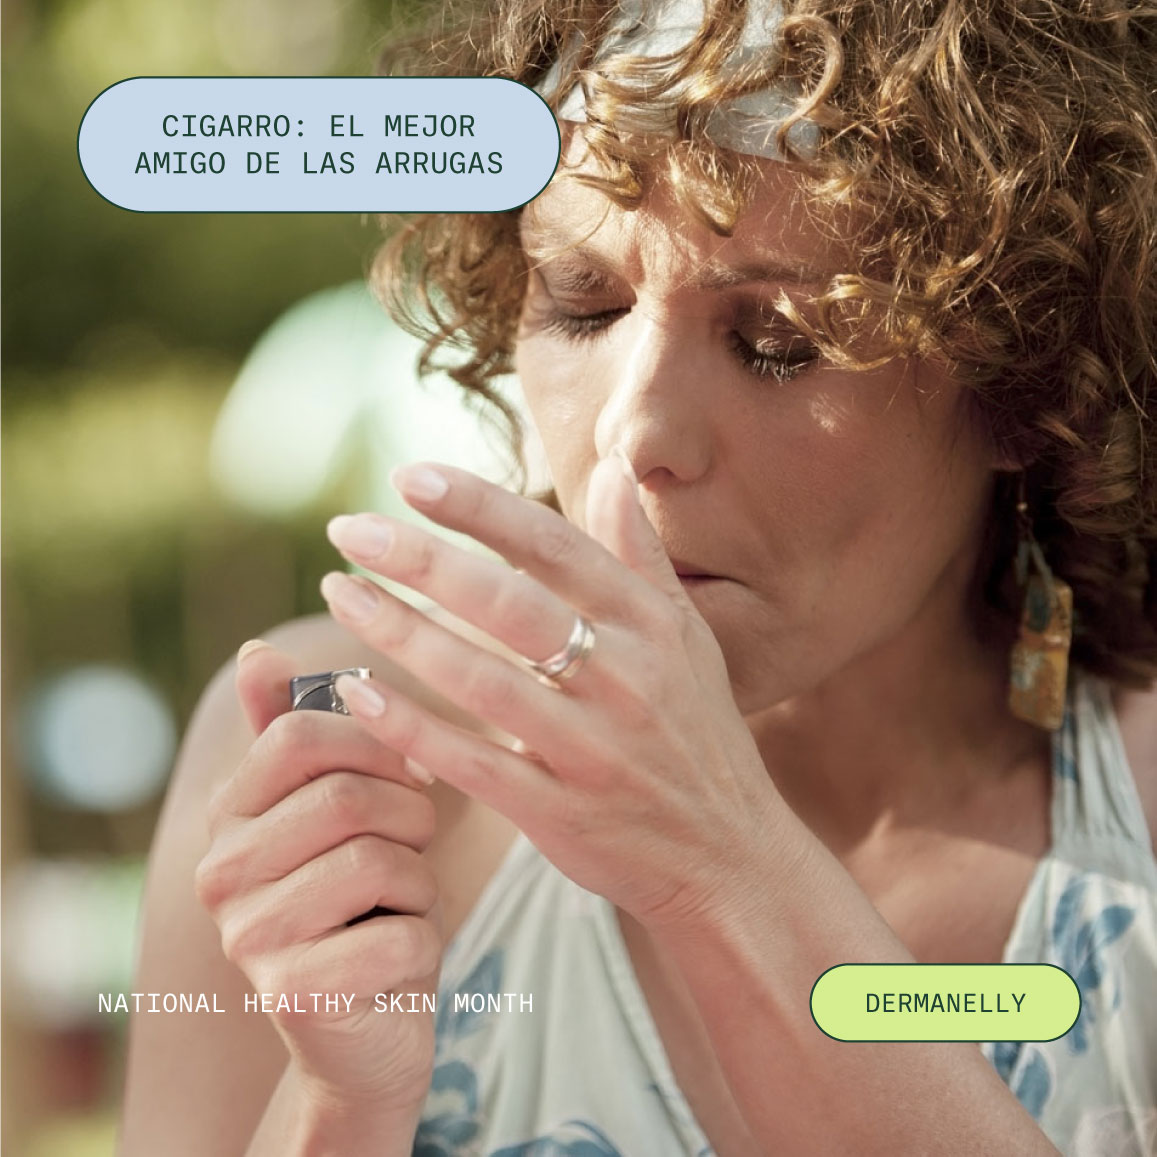 CIGARRO: EL MEJOR
AMIGO DE LAS ARRUGAS
NATIONAL HEALTHY SKIN MONTH
DERMANELLY